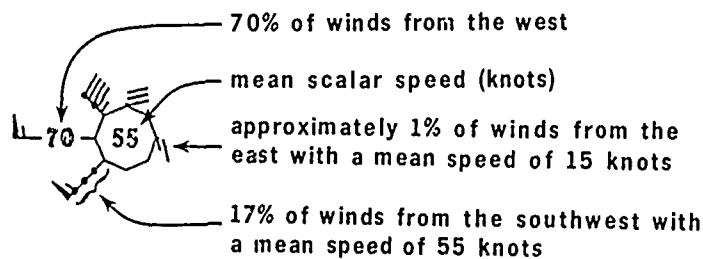 70% of winds from the west
mean scalar speed (knots)
70 55
approximately 1% of winds from the
east with a mean speed of 15 knots
17% of winds from the southwest with
a mean speed of 55 knots